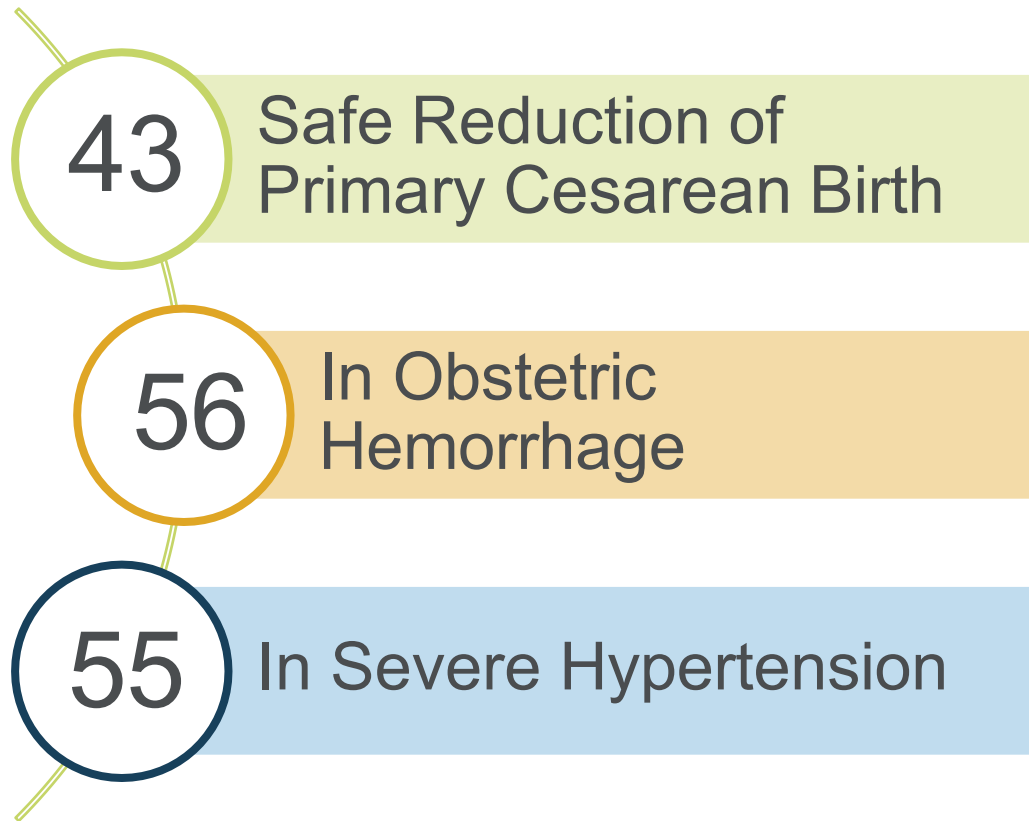 43
Safe Reduction of
Primary Cesarean Birth
56
In Obstetric
Hemorrhage
55
In Severe Hypertension